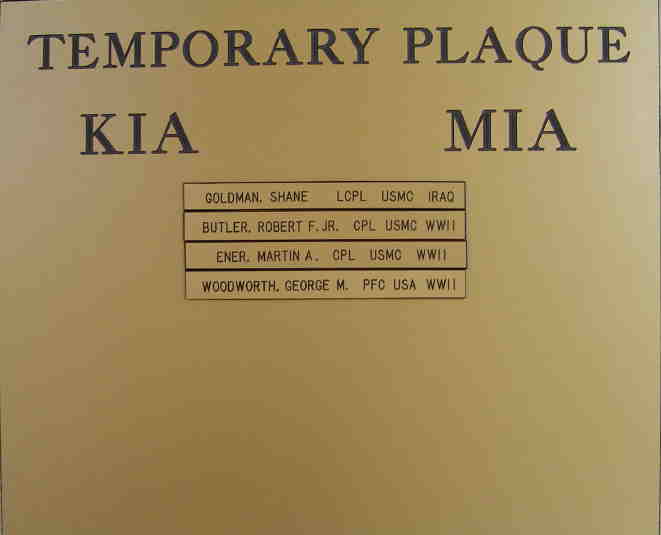 TEMPORARY PLAQUE
KIA MIA
GOLDMAN, SHANE LCPL USMC IRAQ
BUTLER, ROBERT F. JR. CPL USMC WWII
ENER, MARTIN A. CPL USMC WWII
WOODWORTH, GEORGE M. PFC USA WWII